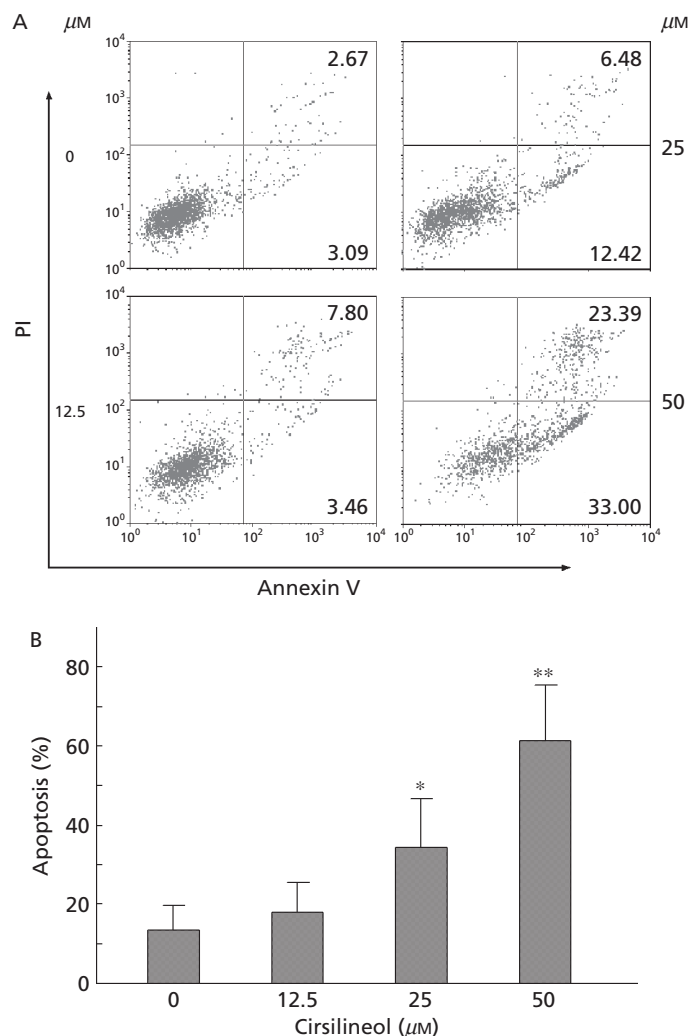 A
μM
μM
10⁴
10³
10²
10¹
10⁰
0
2.67
3.09
6.48
12.42
25
PI
10⁴
10³
10²
10¹
10⁰
12.5
7.80
3.46
23.39
33.00
50
10⁰ 10¹ 10² 10³ 10⁴
10⁰ 10¹ 10² 10³ 10⁴
Annexin V
B
Apoptosis (%)
80
60
40
20
0
*
**
0 12.5 25 50
Cirsilineol (μM)